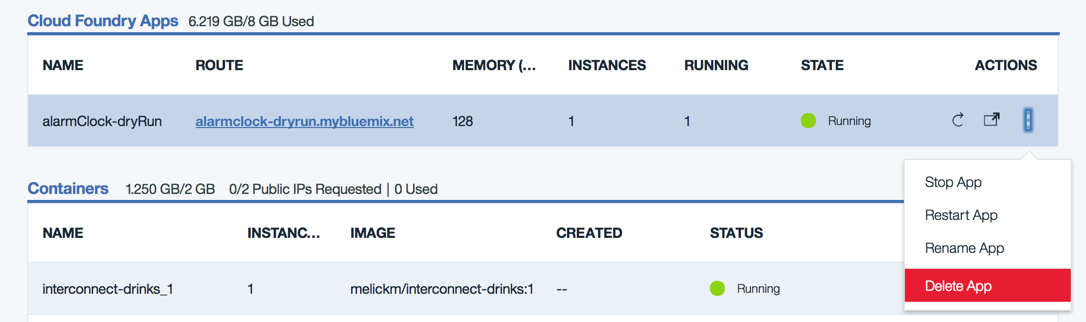 Cloud Foundry Apps 6.219 GB/8 GB Used
NAME ROUTE MEMORY (... INSTANCES RUNNING STATE ACTIONS
alarmClock-dryRun alarmclock-dryrun.mybluemix.net 128 1 1 Running
Containers 1.250 GB/2 GB 0/2 Public IPs Requested | 0 Used
NAME INSTANC... IMAGE CREATED STATUS
interconnect-drinks_1 1 melickm/interconnect-drinks:1 -- Running
Stop App
Restart App
Rename App
Delete App